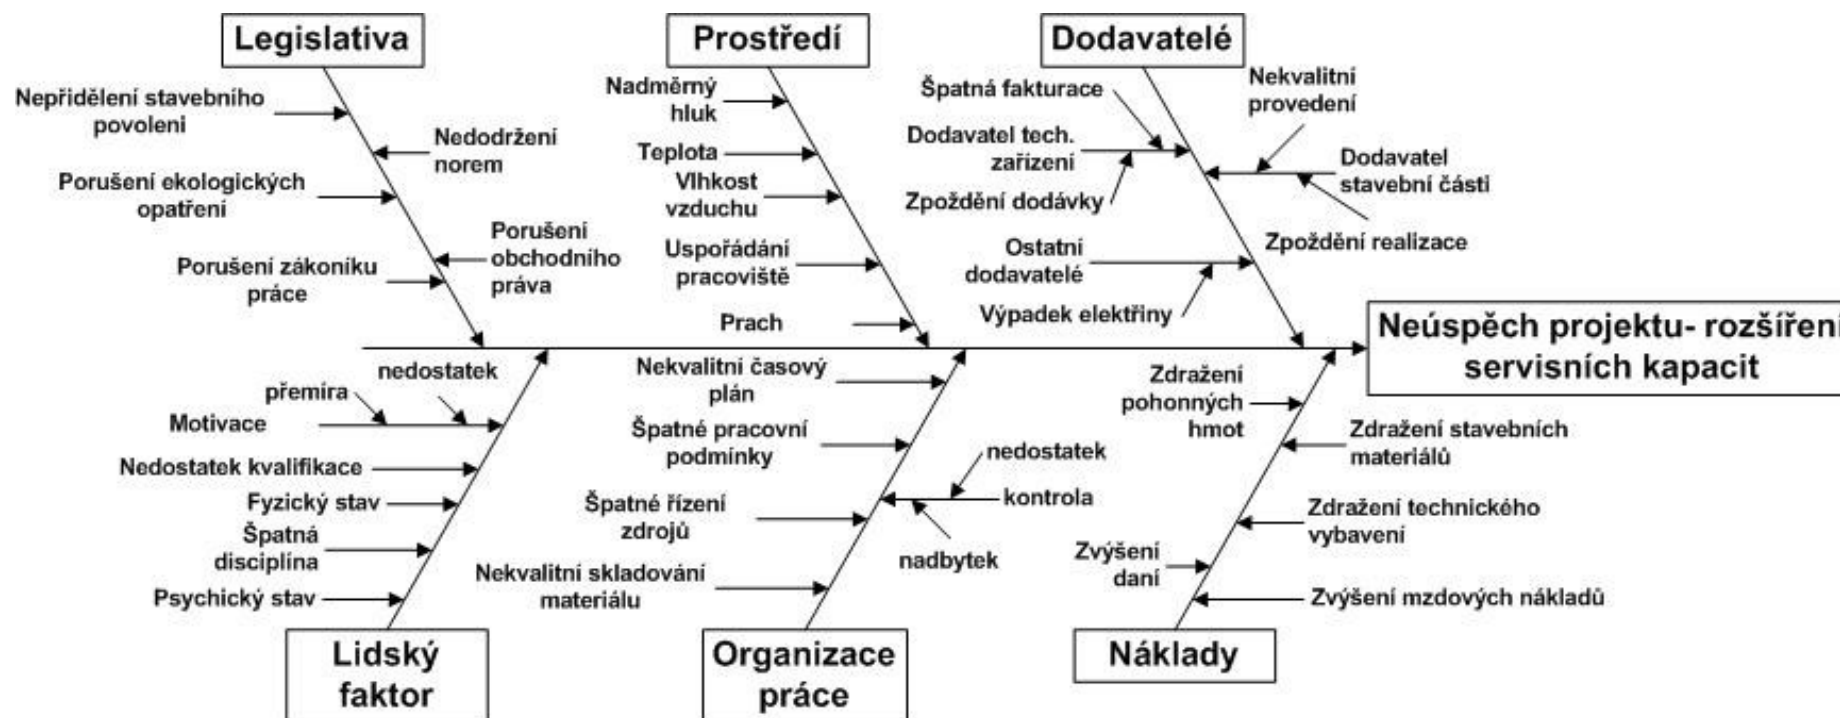 Legislativa
Prostředí
Dodavatelé
Nepřidělení stavebního
povoleni
Nedodržení
norem
Porušení ekologických
opatření
Porušení
obchodního
práva
Porušení zákoníku
práce
Nadměrný
hluk
Teplota
Vlhkost
vzduchu
Uspořádání
pracoviště
Prach
Špatná fakturace
Nekvalitní
provedení
Dodavatel tech.
zařízení
Dodavatel
stavební části
Zpoždění dodávky
Zpoždění realizace
Ostatní
dodavatelé
Výpadek elektřiny
Neúspěch projektu- rozšíření
servisních kapacit
nedostatek
přemíra
Motivace
Nedostatek kvalifikace
Fyzický stav
Špatná
disciplína
Psychický stav
Nekvalitní časový
plán
Špatné pracovní
podmínky
nedostatek
kontrola
Špatné řízení
zdrojů
nadbytek
Nekvalitní skladování
materiálu
Zdražení
pohonných
hmot
Zdražení stavebních
materiálů
Zdražení technického
vybavení
Zvýšení
daní
Zvýšení mzdových nákladů
Lidský
faktor
Organizace
práce
Náklady